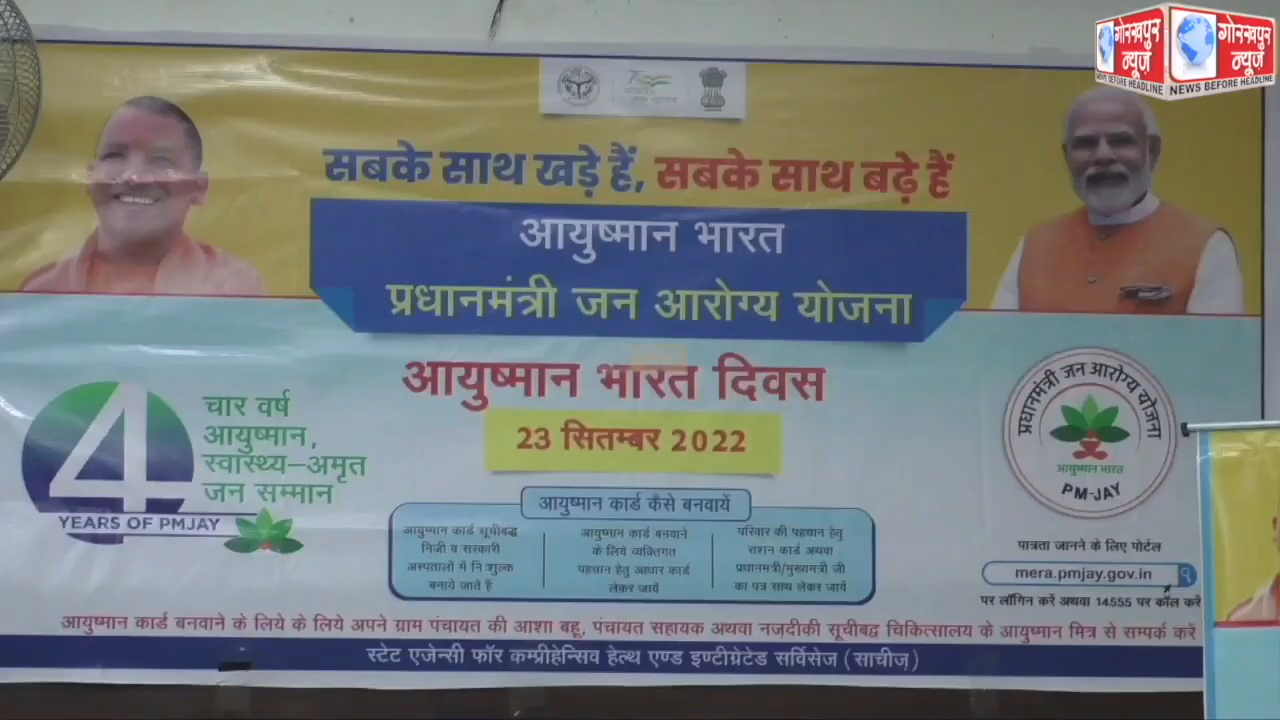 गोरखपुर
न्यूज
NEWS BEFORE HEADLINE
गोरखपुर
न्यूज
NEWS BEFORE HEADLINE
सबके साथ खड़े हैं, सबके साथ बढ़े हैं
आयुष्मान भारत
प्रधानमंत्री जन आरोग्य योजना
आयुष्मान भारत दिवस
23 सितम्बर 2022
4
चार वर्ष
आयुष्मान,
स्वास्थ्य–अमृत
जन सम्मान
YEARS OF PMJAY
आयुष्मान कार्ड कैसे बनवायें
आयुष्मान कार्ड सूचीबद्ध
निजी व सरकारी
अस्पतालों में निःशुल्क
बनाये जाते है
आयुष्मान कार्ड बनवाने
के लिये व्यक्तिगत
पहचान हेतु आधार कार्ड
लेकर जायें
परिवार की पहचान हेतु
राशन कार्ड अथवा
प्रधानमंत्री/मुख्यमंत्री जी
का पत्र साथ लेकर जायें
प्रधानमंत्री जन आरोग्य योजना
आयुष्मान भारत
PM-JAY
पात्रता जानने के लिए पोर्टल
mera.pmjay.gov.in
पर लॉगिन करें अथवा 14555 पर कॉल करें
आयुष्मान कार्ड बनवाने के लिये के लिये अपने ग्राम पंचायत की आशा बहू, पंचायत सहायक अथवा नज़दीकी सूचीबद्व चिकित्सालय के आयुष्मान मित्र से सम्पर्क करें
स्टेट एजेन्सी फॉर कम्प्रीहेन्सिव हेल्थ एण्ड इण्टीग्रेटेड सर्विसेज (साचीज़)